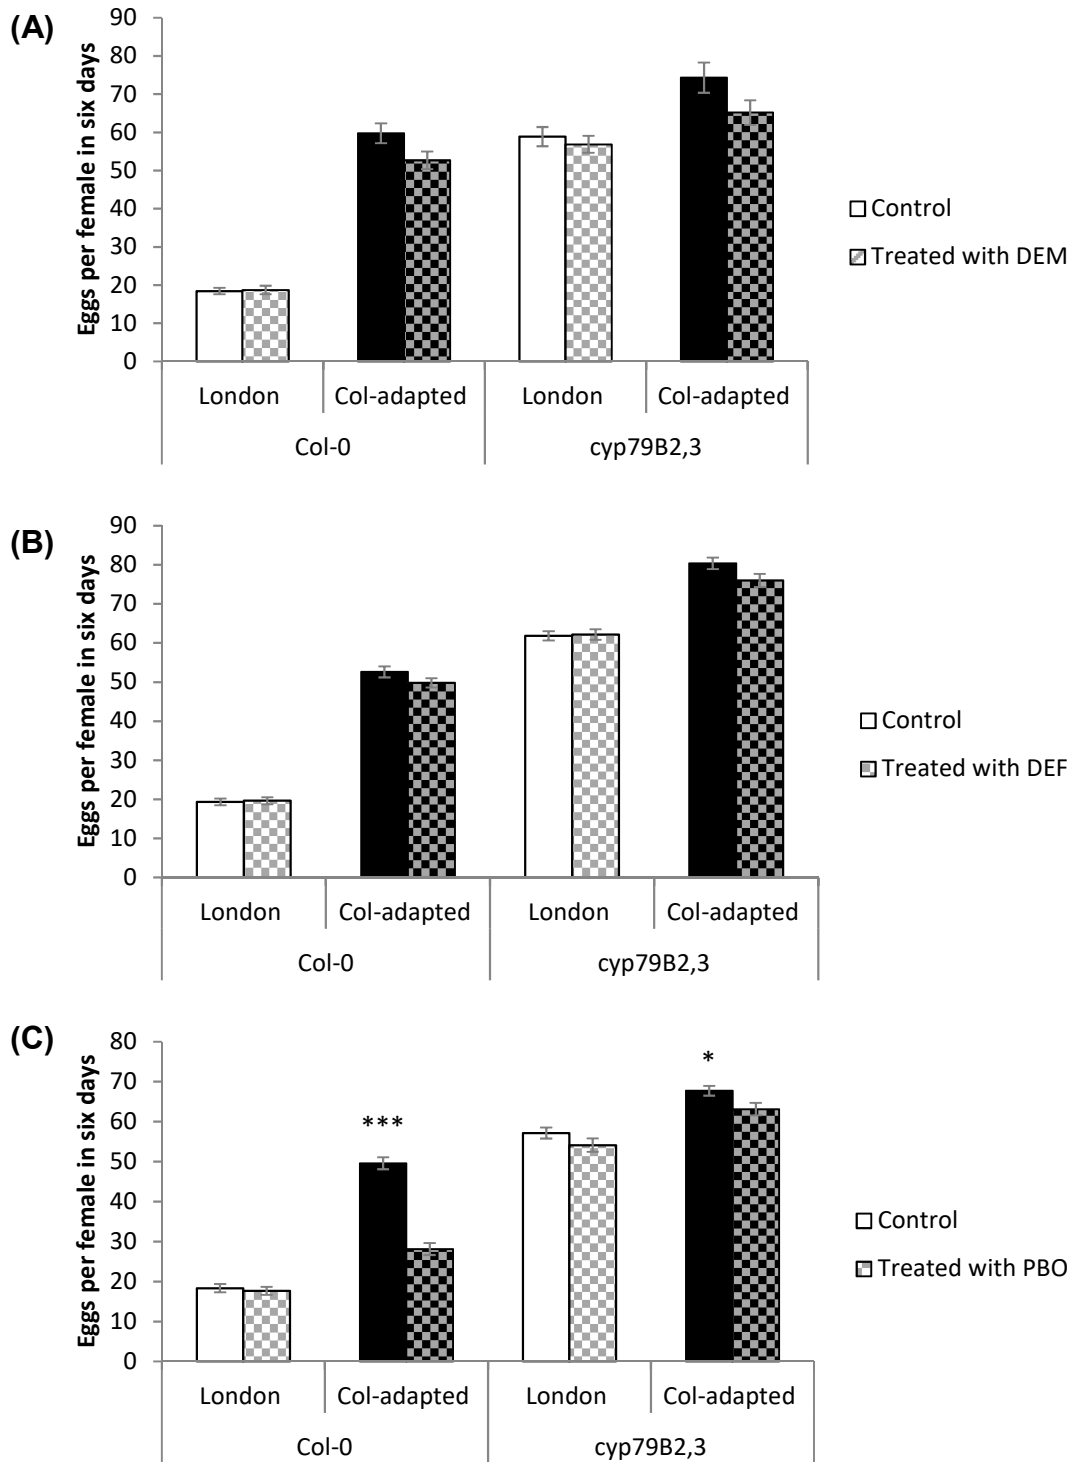 (A)
Eggs per female in six days
90
80
70
60
50
40
30
20
10
0
London
Col-adapted
London
Col-adapted
Col-0
cyp79B2,3
Control
Treated with DEM
(B)
Eggs per female in six days
90
80
70
60
50
40
30
20
10
0
London
Col-adapted
London
Col-adapted
Col-0
cyp79B2,3
Control
Treated with DEF
(C)
Eggs per female in six days
80
70
60
50
40
30
20
10
0
***
*
London
Col-adapted
London
Col-adapted
Col-0
cyp79B2,3
Control
Treated with PBO